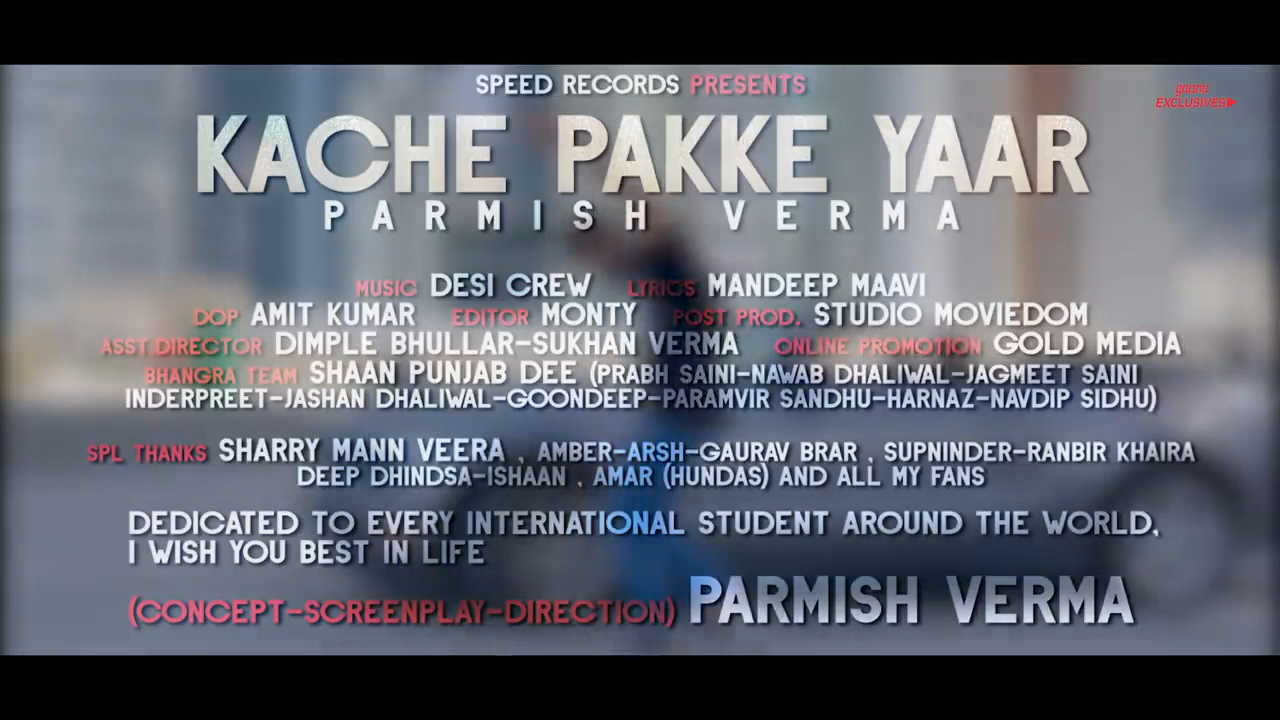 SPEED RECORDS PRESENTS
gaana
EXCLUSIVES
KACHE PAKKE YAAR
PARMISH VERMA
MUSIC DESI CREW LYRICS MANDEEP MAAVI
DOP AMIT KUMAR EDITOR MONTY POST PROD. STUDIO MOVIEDOM
ASST.DIRECTOR DIMPLE BHULLAR-SUKHAN VERMA ONLINE PROMOTION GOLD MEDIA
BHANGRA TEAM SHAAN PUNJAB DEE (PRABH SAINI-NAWAB DHALIWAL-JAGMEET SAINI
INDERPREET-JASHAN DHALIWAL-GOONDEEP-PARAMVIR SANDHU-HARNAZ-NAVDIP SIDHU)
SPL THANKS SHARRY MANN VEERA , AMBER-ARSH-GAURAV BRAR , SUPNINDER-RANBIR KHAIRA
DEEP DHINDSA-ISHAAN , AMAR (HUNDAS) AND ALL MY FANS
DEDICATED TO EVERY INTERNATIONAL STUDENT AROUND THE WORLD,
I WISH YOU BEST IN LIFE
(CONCEPT-SCREENPLAY-DIRECTION) PARMISH VERMA